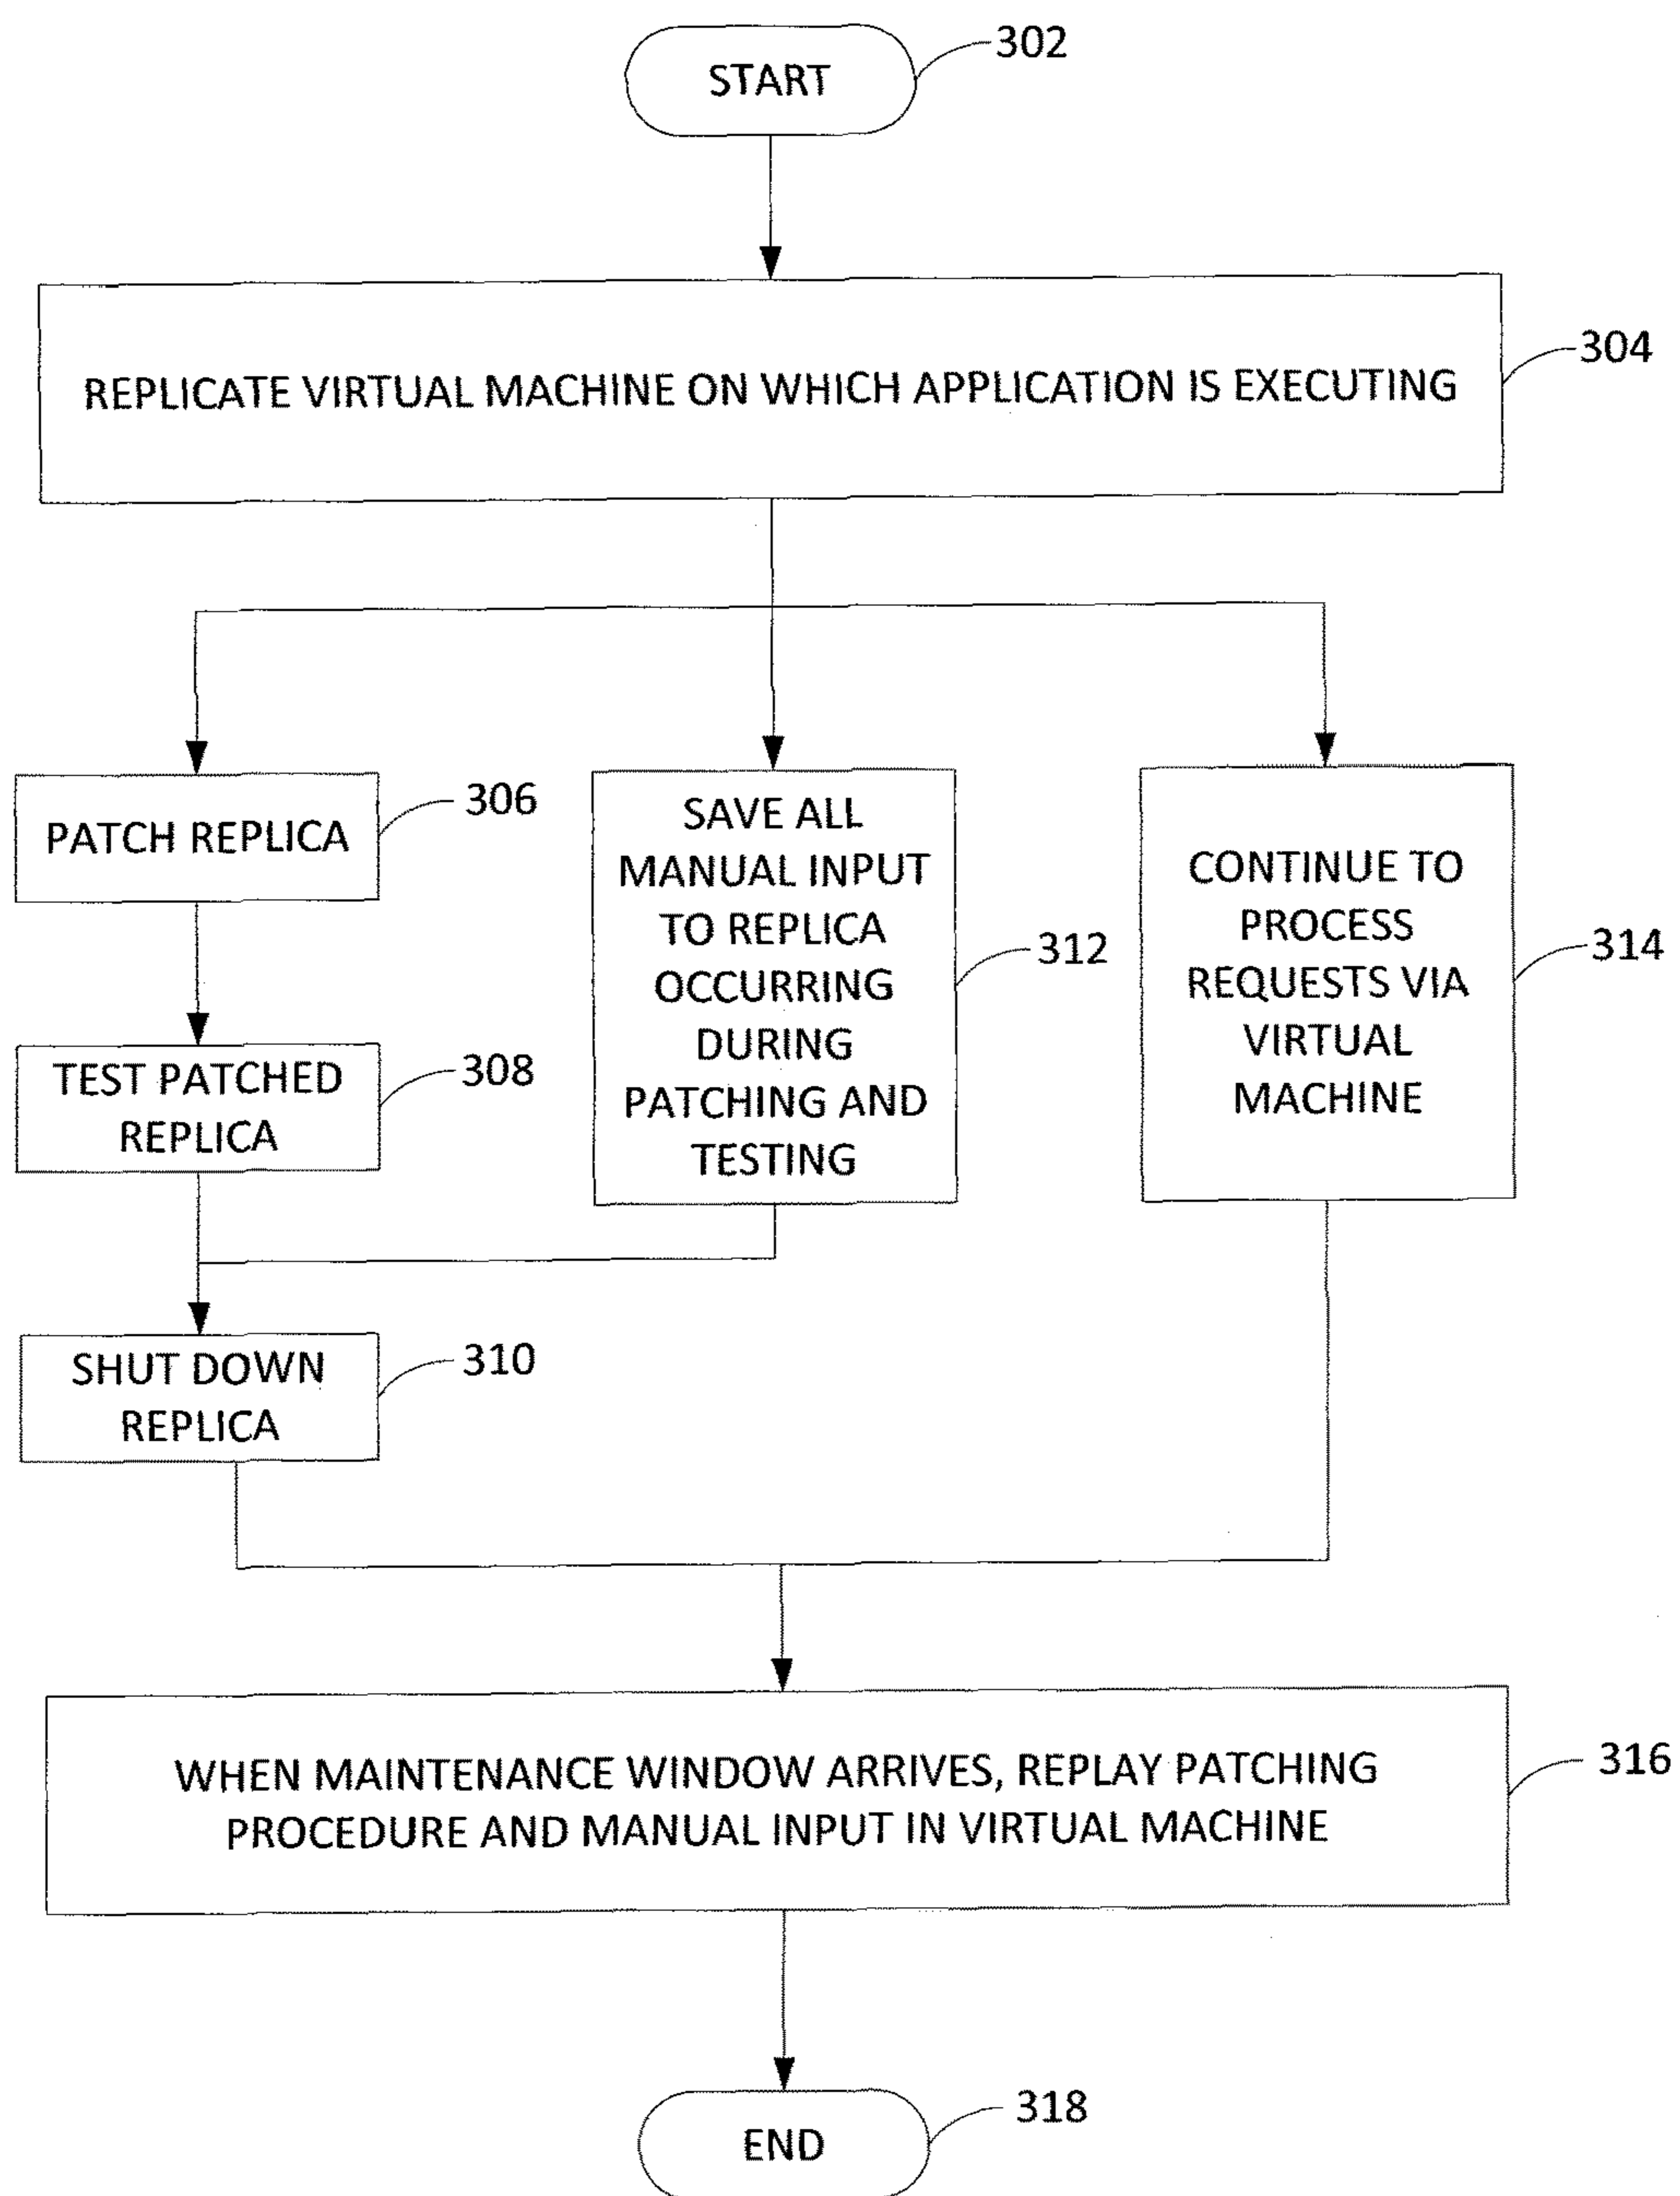 START
302
REPLICATE VIRTUAL MACHINE ON WHICH APPLICATION IS EXECUTING
304
PATCH REPLICA
306
TEST PATCHED
REPLICA
308
SHUT DOWN
REPLICA
310
SAVE ALL
MANUAL INPUT
TO REPLICA
OCCURRING
DURING
PATCHING AND
TESTING
312
CONTINUE TO
PROCESS
REQUESTS VIA
VIRTUAL
MACHINE
314
WHEN MAINTENANCE WINDOW ARRIVES, REPLAY PATCHING
PROCEDURE AND MANUAL INPUT IN VIRTUAL MACHINE
316
END
318